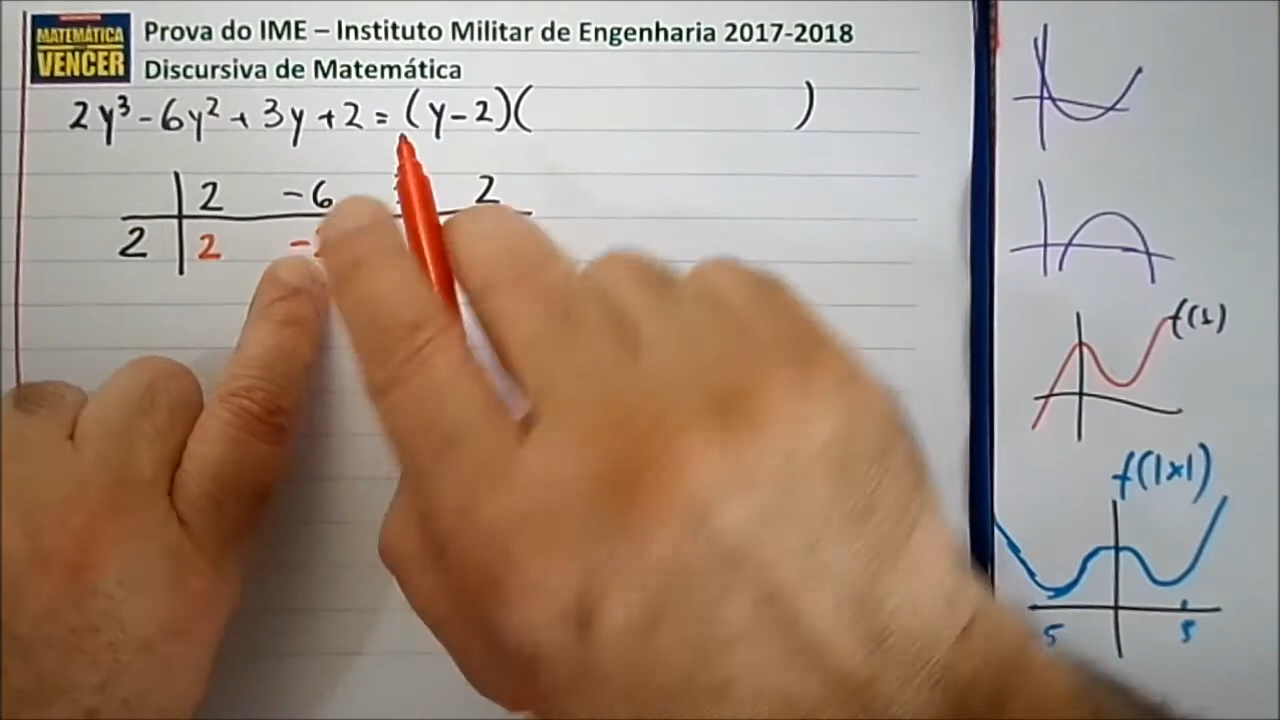 MATEMÁTICA
VENCER
Prova do IME – Instituto Militar de Engenharia 2017-2018
Discursiva de Matemática
2y³ - 6y² + 3y + 2 = (y - 2)(          )
2 -6 2
2 2 -
f(x)
f(|x|)
5 5